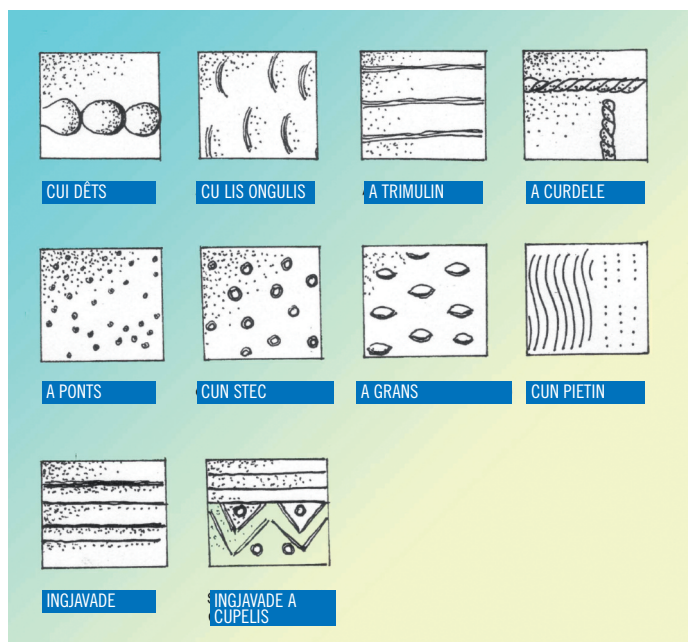 CUI DÊTS
CU LIS ONGULIS
A TRIMULIN
A CURDELE
A PONTS
CUN STEC
A GRANS
CUN PIETIN
INGJAVADE
INGJAVADE A
CUPELIS